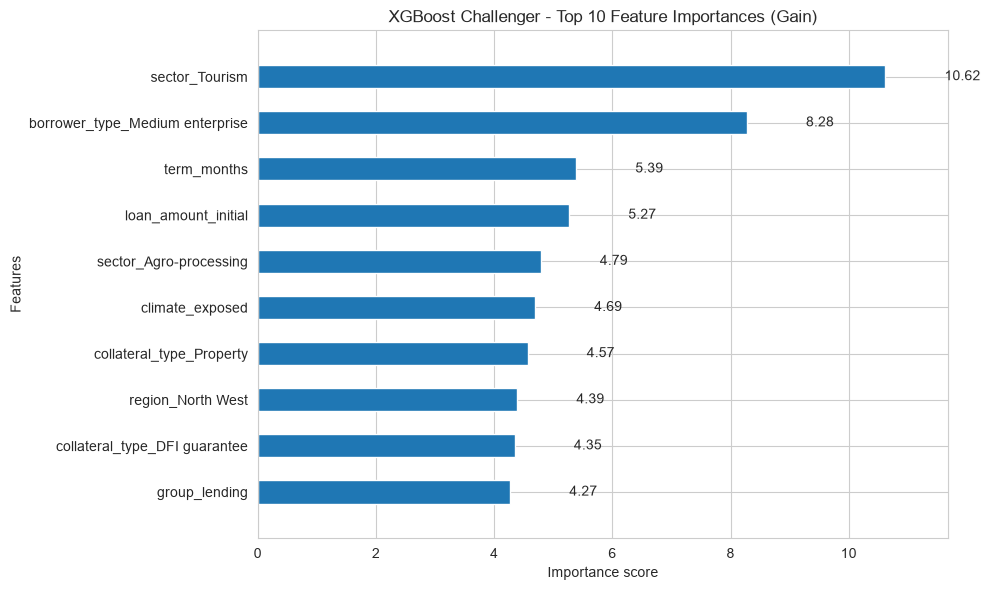 XGBoost Challenger - Top 10 Feature Importances (Gain)
Features
sector_Tourism 10.62
borrower_type_Medium enterprise 8.28
term_months 5.39
loan_amount_initial 5.27
sector_Agro-processing 4.79
climate_exposed 4.69
collateral_type_Property 4.57
region_North West 4.39
collateral_type_DFI guarantee 4.35
group_lending 4.27
0 2 4 6 8 10
Importance score